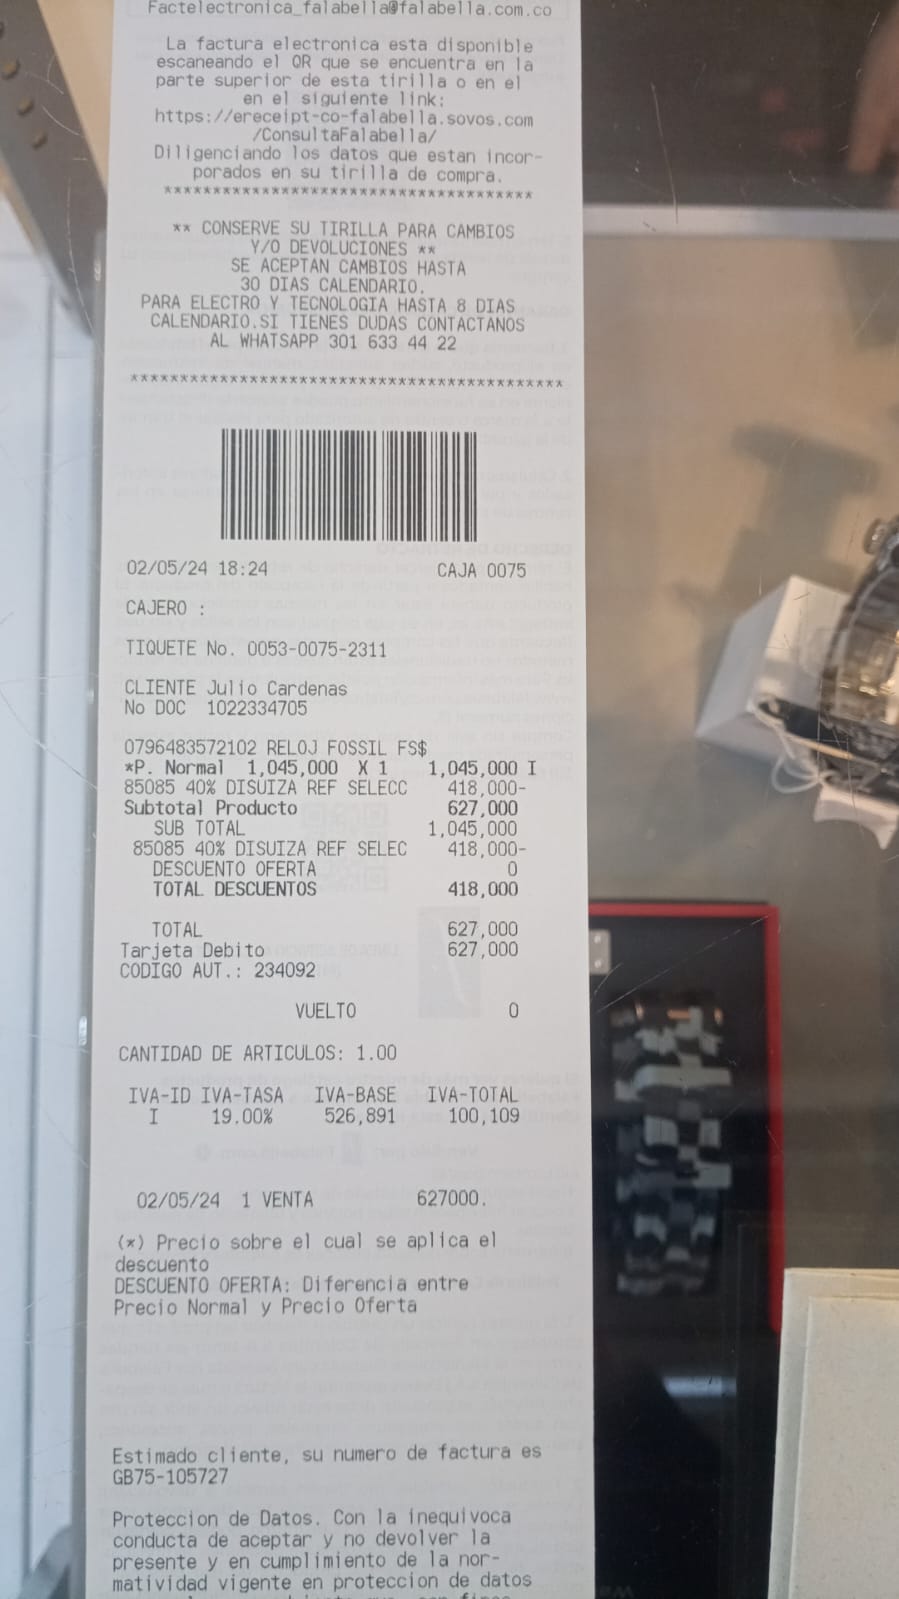 Factelectronica_falabella@falabella.com.co
La factura electronica esta disponible
escaneando el QR que se encuentra en la
parte superior de esta tirilla o en el
en el siguiente link:
https://ereceipt-co-falabella.sovos.com
/ConsultaFalabella/
Diligenciando los datos que estan incor-
porados en su tirilla de compra.
**************************************
** CONSERVE SU TIRILLA PARA CAMBIOS
Y/O DEVOLUCIONES **
SE ACEPTAN CAMBIOS HASTA
30 DIAS CALENDARIO.
PARA ELECTRO Y TECNOLOGIA HASTA 8 DIAS
CALENDARIO.SI TIENES DUDAS CONTACTANOS
AL WHATSAPP 301 633 44 22
********************************************
02/05/24 18:24 CAJA 0075
CAJERO :
TIQUETE No. 0053-0075-2311
CLIENTE Julio Cardenas
No DOC 1022334705
0796483572102 RELOJ FOSSIL FS$
*P. Normal 1,045,000 X 1 1,045,000 I
85085 40% DISUIZA REF SELECC 418,000-
Subtotal Producto 627,000
SUB TOTAL 1,045,000
85085 40% DISUIZA REF SELEC 418,000-
DESCUENTO OFERTA 0
TOTAL DESCUENTOS 418,000
TOTAL 627,000
Tarjeta Debito 627,000
CODIGO AUT.: 234092
VUELTO 0
CANTIDAD DE ARTICULOS: 1.00
IVA-ID IVA-TASA IVA-BASE IVA-TOTAL
I 19.00% 526,891 100,109
02/05/24 1 VENTA 627000.
(*) Precio sobre el cual se aplica el
descuento
DESCUENTO OFERTA: Diferencia entre
Precio Normal y Precio Oferta
Estimado cliente, su numero de factura es
GB75-105727
Proteccion de Datos. Con la inequivoca
conducta de aceptar y no devolver la
presente y en cumplimiento de la nor-
matividad vigente en proteccion de datos